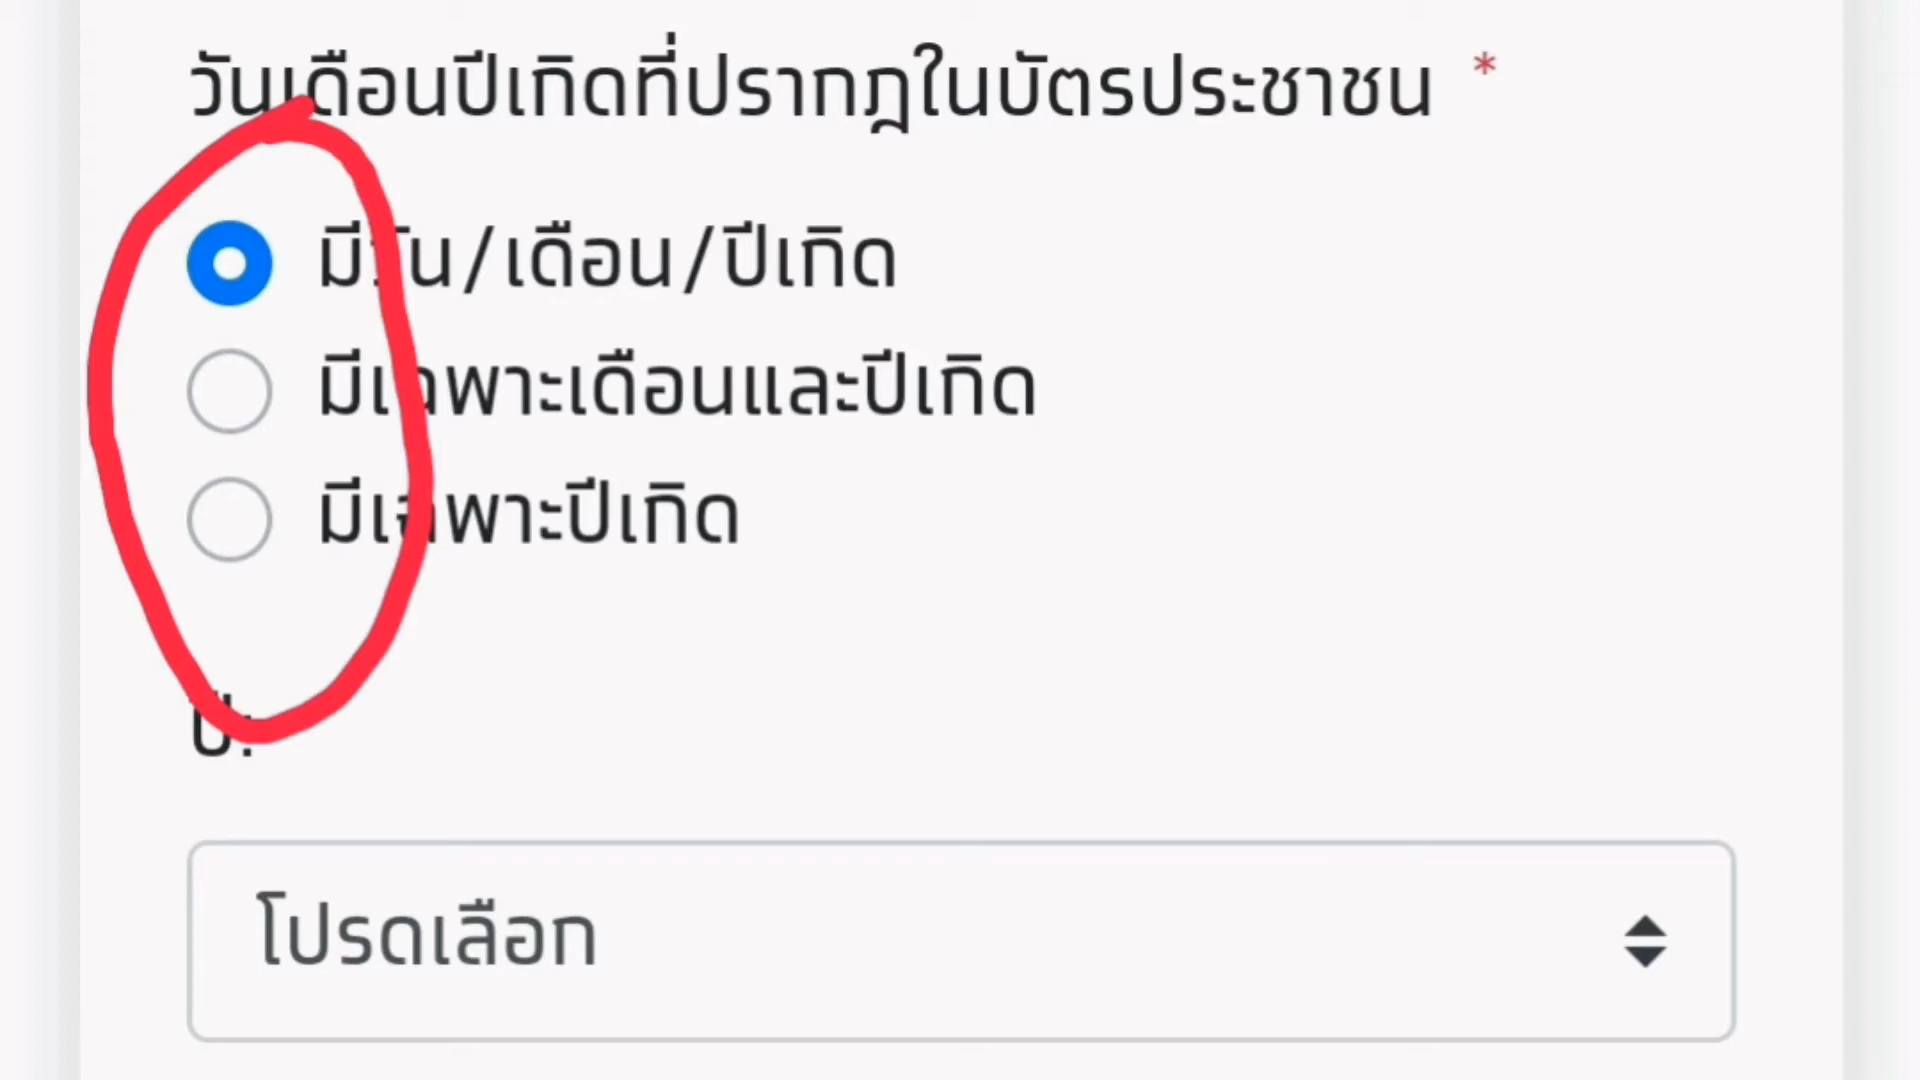 วันเดือนปีเกิดที่ปรากฎในบัตรประชาชน *
มีวัน/เดือน/ปีเกิด
มีเฉพาะเดือนและปีเกิด
มีเฉพาะปีเกิด
ปี:
โปรดเลือก